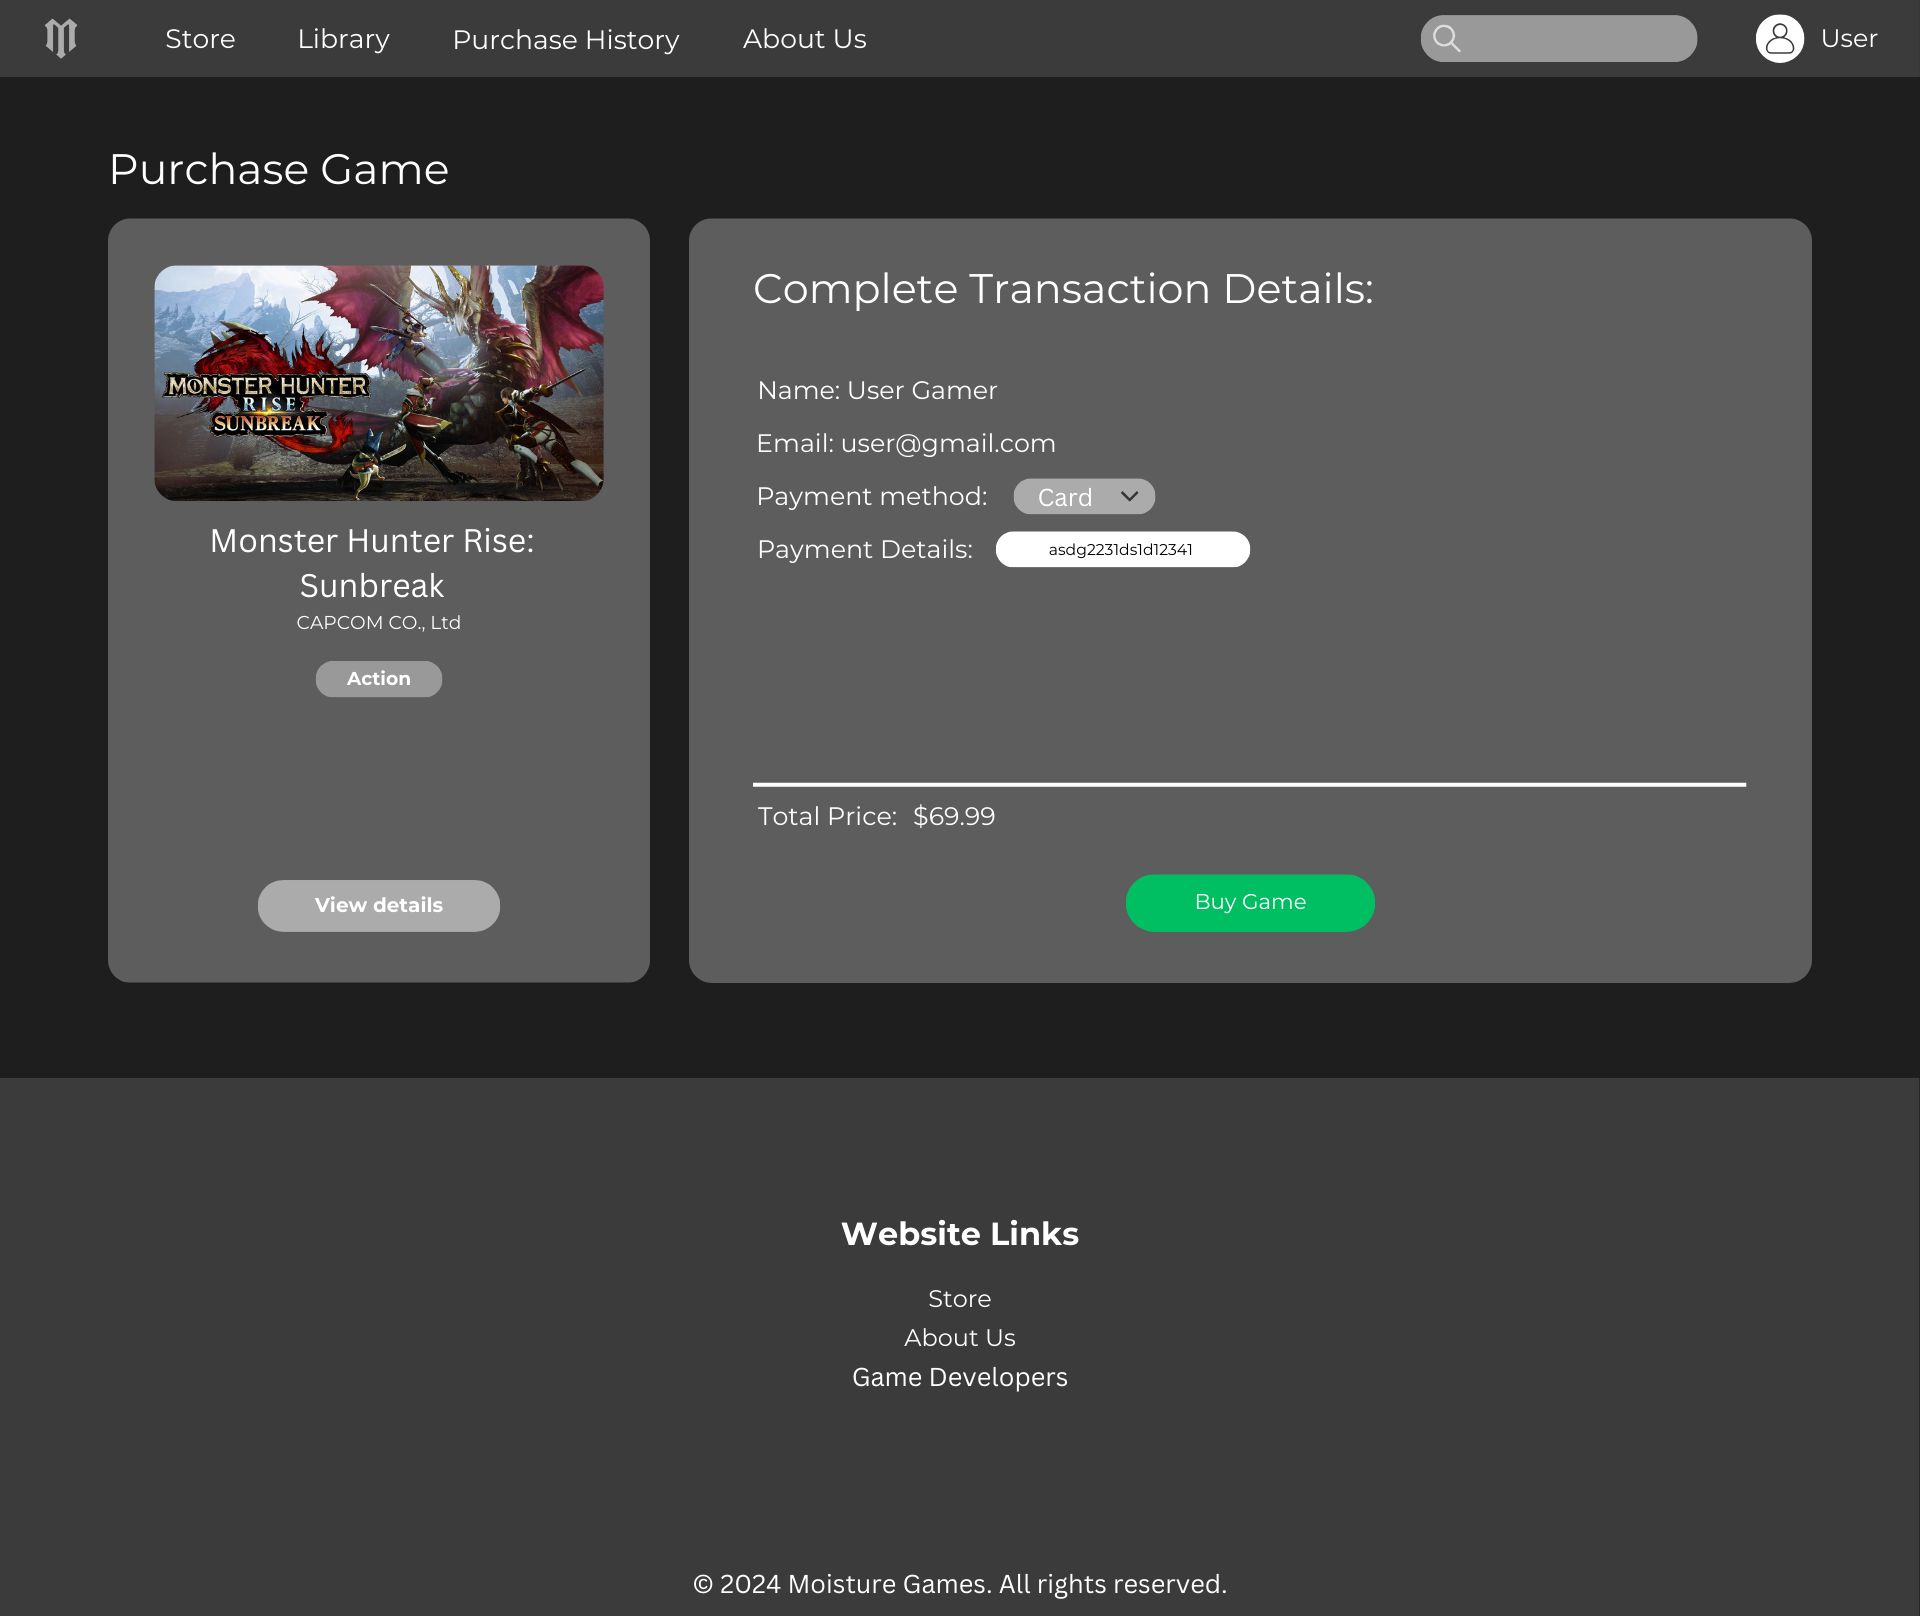 Store
Library
Purchase History
About Us
User
Purchase Game
MONSTER HUNTER
RISE
SUNBREAK
Monster Hunter Rise:
Sunbreak
CAPCOM CO., Ltd
Action
View details
Complete Transaction Details:
Name: User Gamer
Email: user@gmail.com
Payment method: Card
Payment Details: asdg2231ds1d12341
Total Price: $69.99
Buy Game
Website Links
Store
About Us
Game Developers
© 2024 Moisture Games. All rights reserved.